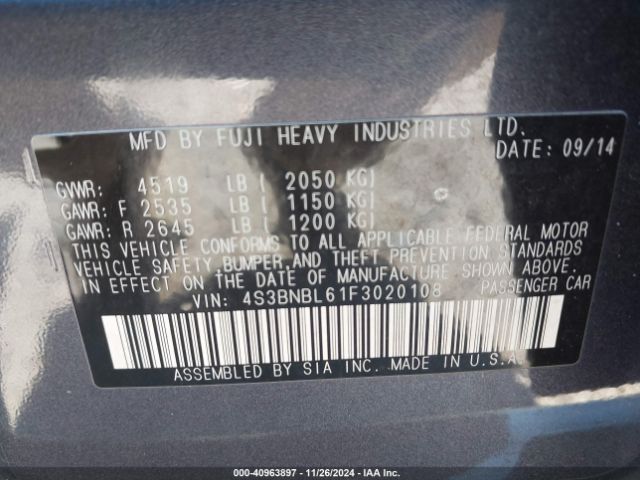 MFD BY FUJI HEAVY INDUSTRIES LTD.
DATE: 09/14
GVWR: 4519 LB ( 2050 KG)
GAWR: F 2535 LB ( 1150 KG)
GAWR: R 2645 LB ( 1200 KG)
THIS VEHICLE CONFORMS TO ALL APPLICABLE FEDERAL MOTOR
VEHICLE SAFETY BUMPER AND THEFT PREVENTION STANDARDS
IN EFFECT ON THE DATE OF MANUFACTURE SHOWN ABOVE.
VIN: 4S3BNBL61F3020108 PASSENGER CAR
ASSEMBLED BY SIA INC. MADE IN U.S.A.
000-40963897 - 11/26/2024 - IAA Inc.